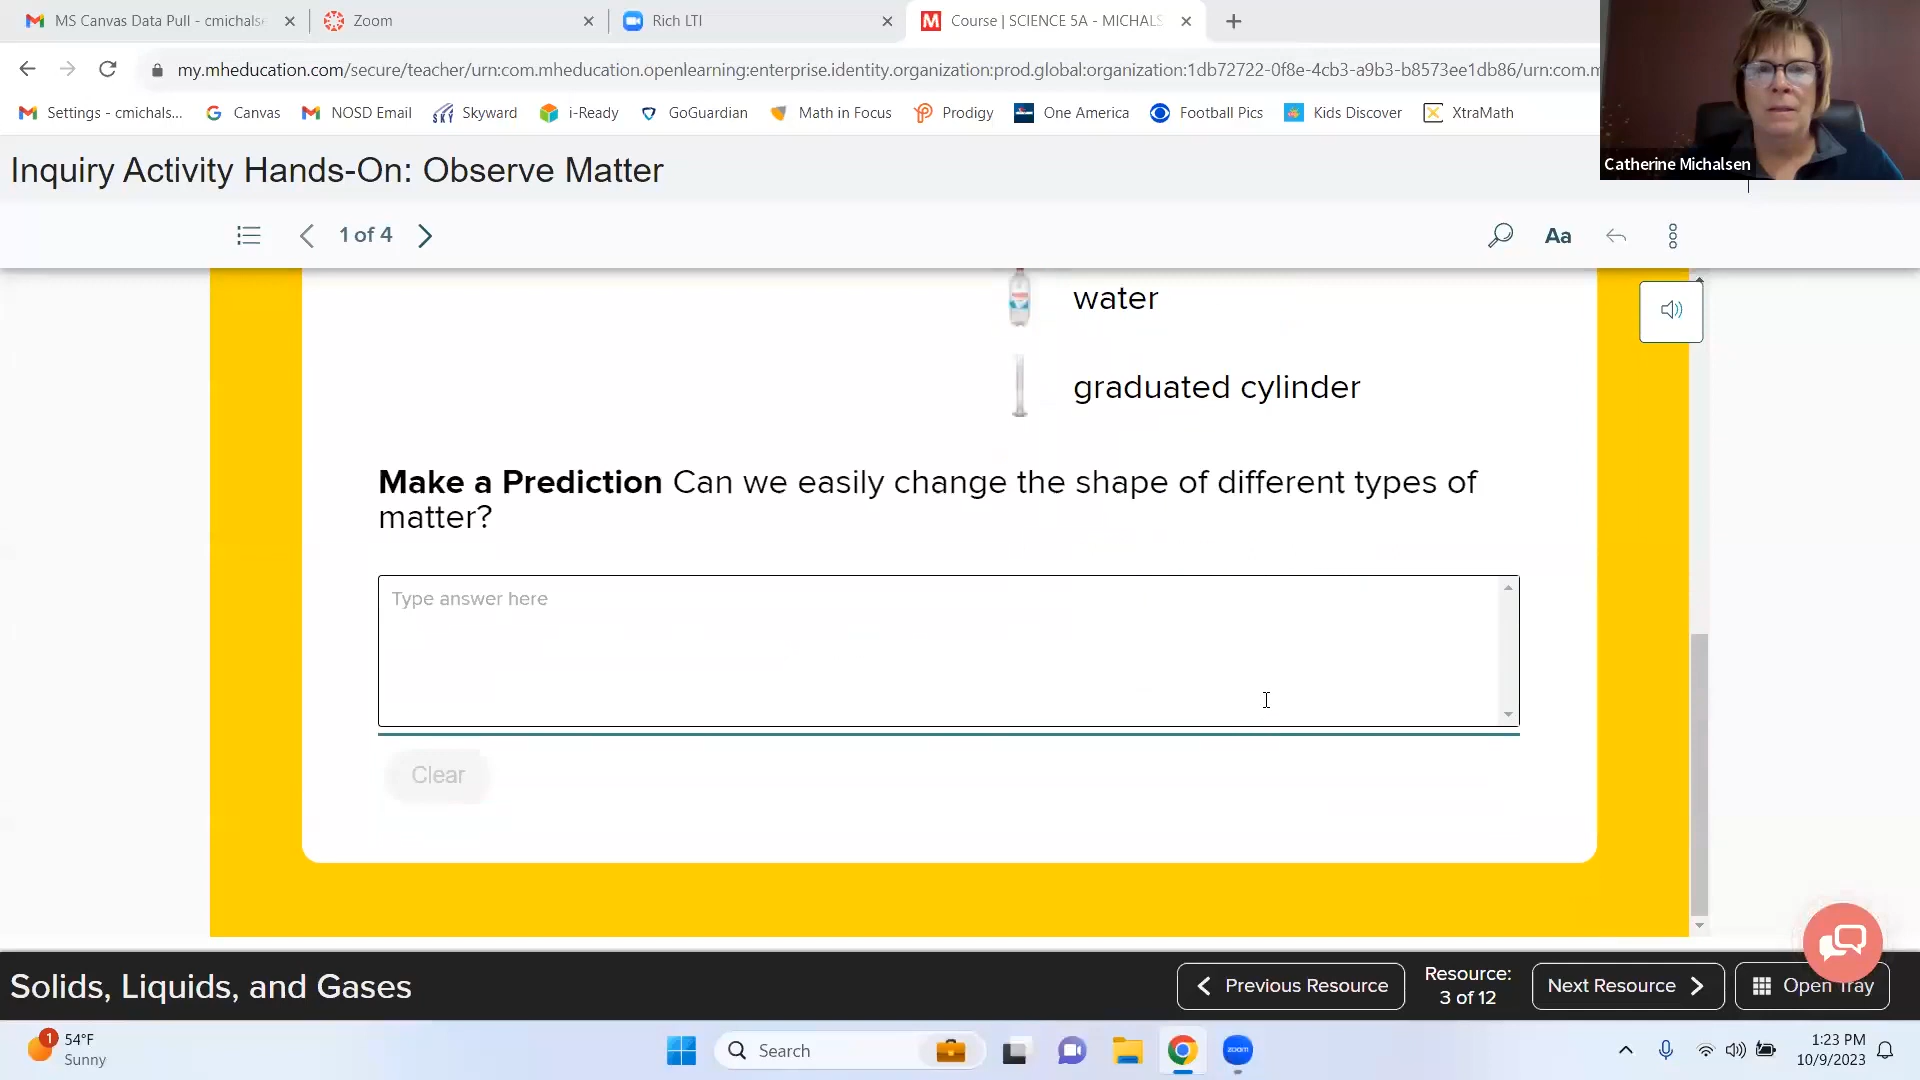 MS Canvas Data Pull - cmichalse
Zoom
Rich LTI
Course | SCIENCE 5A - MICHALS
my.mheducation.com/secure/teacher/urn:com.mheducation.openlearning:enterprise.identity.organization:prod.global:organization:1db72722-0f8e-4cb3-a9b3-b8573ee1db86/urn:com.m
Settings - cmichals...
Canvas
NOSD Email
Skyward
i-Ready
GoGuardian
Math in Focus
Prodigy
One America
Football Pics
Kids Discover
XtraMath
Catherine Michalsen
Inquiry Activity Hands-On: Observe Matter
1 of 4
Aa
water
graduated cylinder
Make a Prediction Can we easily change the shape of different types of
matter?
Type answer here
Clear
Solids, Liquids, and Gases
Previous Resource
Resource:
3 of 12
Next Resource
Open Tray
1
54°F
Sunny
Search
zoom
1:23 PM
10/9/2023